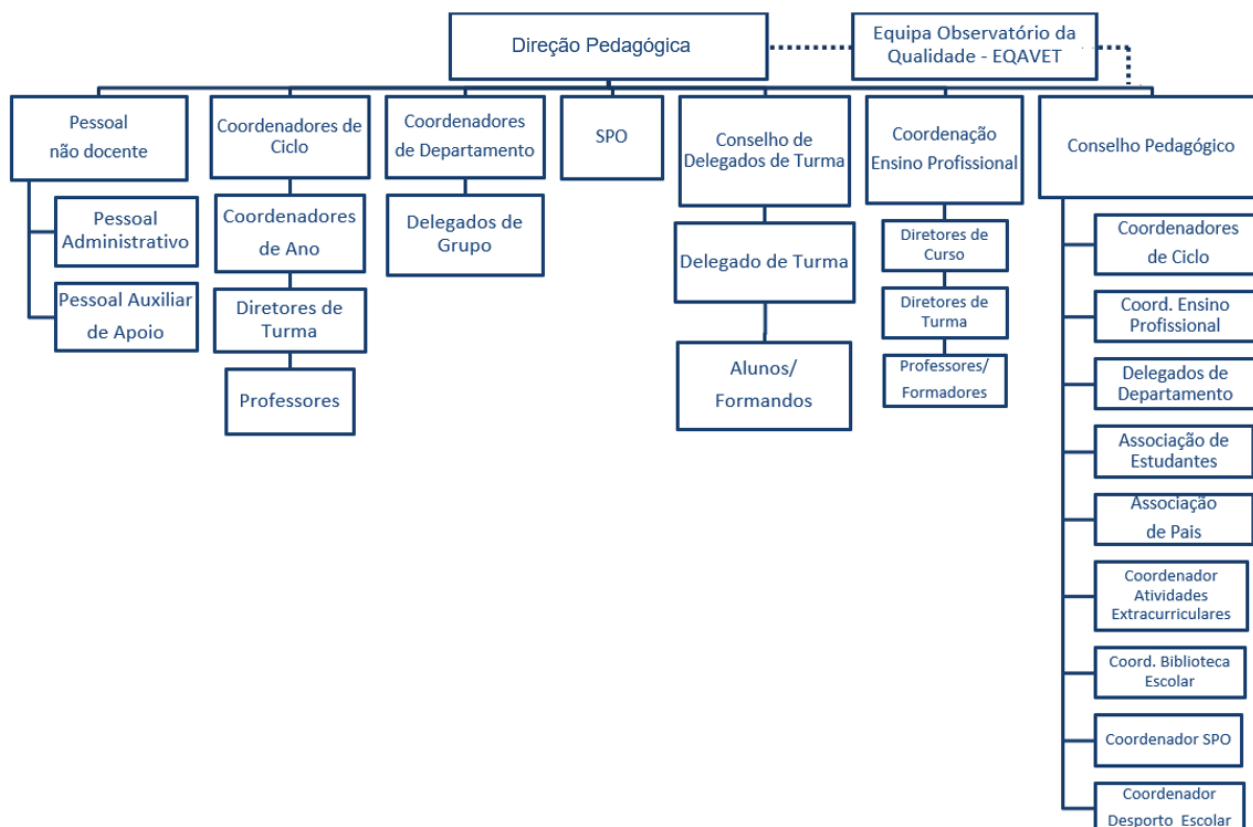 Direção Pedagógica
Equipa Observatório da
Qualidade - EQAVET
Pessoal
não docente
Pessoal
Administrativo
Pessoal Auxiliar
de Apoio
Coordenadores de
Ciclo
Coordenadores
de Ano
Diretores de
Turma
Professores
Coordenadores
de Departamento
Delegados de
Grupo
SPO
Conselho de
Delegados de Turma
Delegado de Turma
Alunos/
Formandos
Coordenação
Ensino Profissional
Diretores de
Curso
Diretores de
Turma
Professores/
Formadores
Conselho Pedagógico
Coordenadores
de Ciclo
Coord. Ensino
Profissional
Delegados de
Departamento
Associação de
Estudantes
Associação
de Pais
Coordenador
Atividades
Extracurriculares
Coord. Biblioteca
Escolar
Coordenador SPO
Coordenador
Desporto Escolar